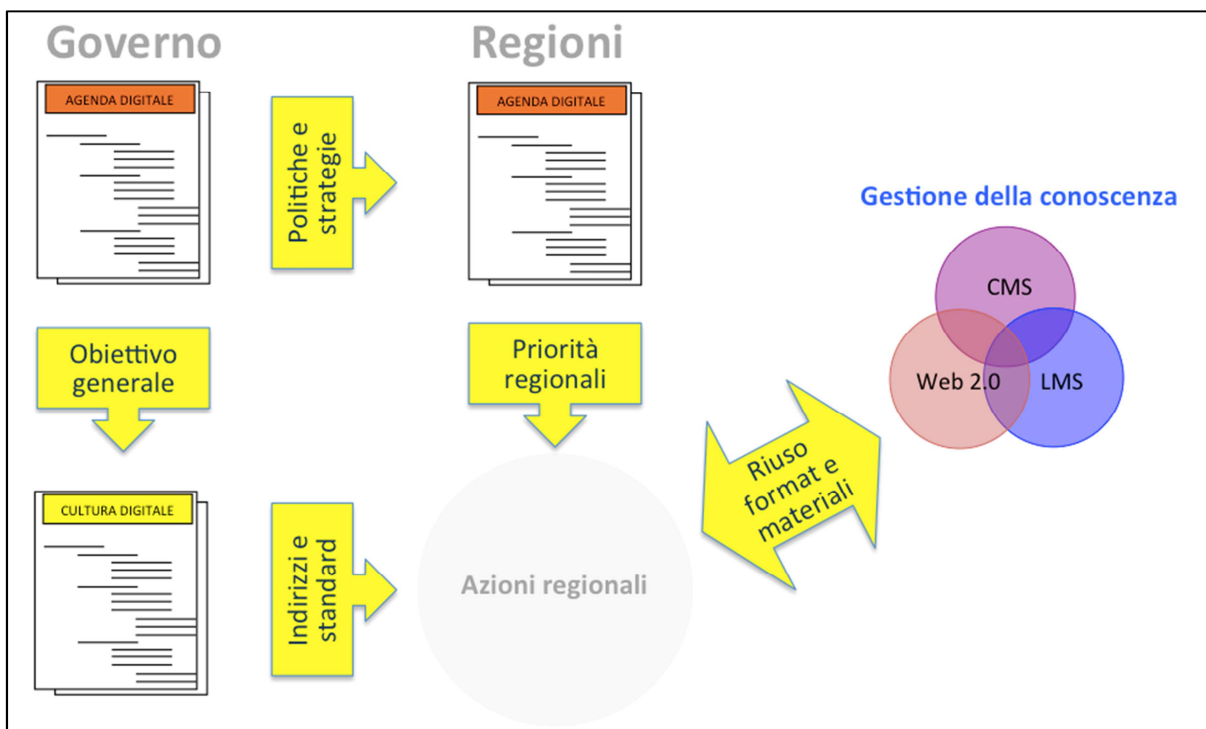 Governo
Regioni
AGENDA DIGITALE
Politiche e
strategie
AGENDA DIGITALE
Gestione della conoscenza
CMS
Web 2.0
LMS
Obiettivo
generale
Priorità
regionali
Riuso
format e
materiali
CULTURA DIGITALE
Indirizzi e
standard
Azioni regionali